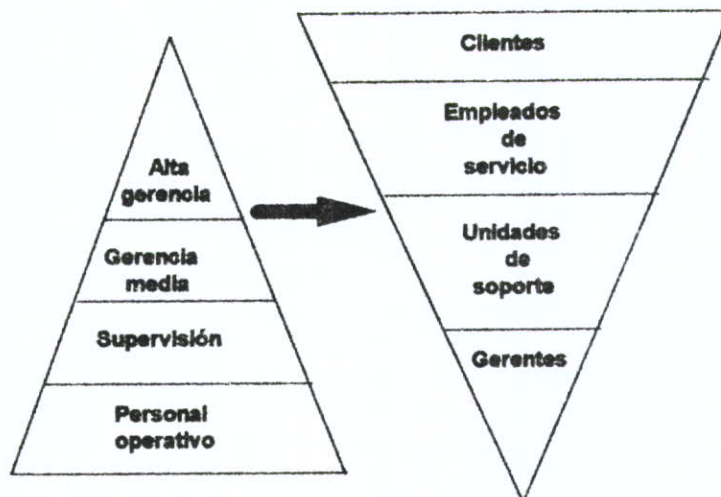 Alta
gerencia
Gerencia
media
Supervisión
Personal
operativo
Clientes
Empleados
de
servicio
Unidades
de
soporte
Gerentes